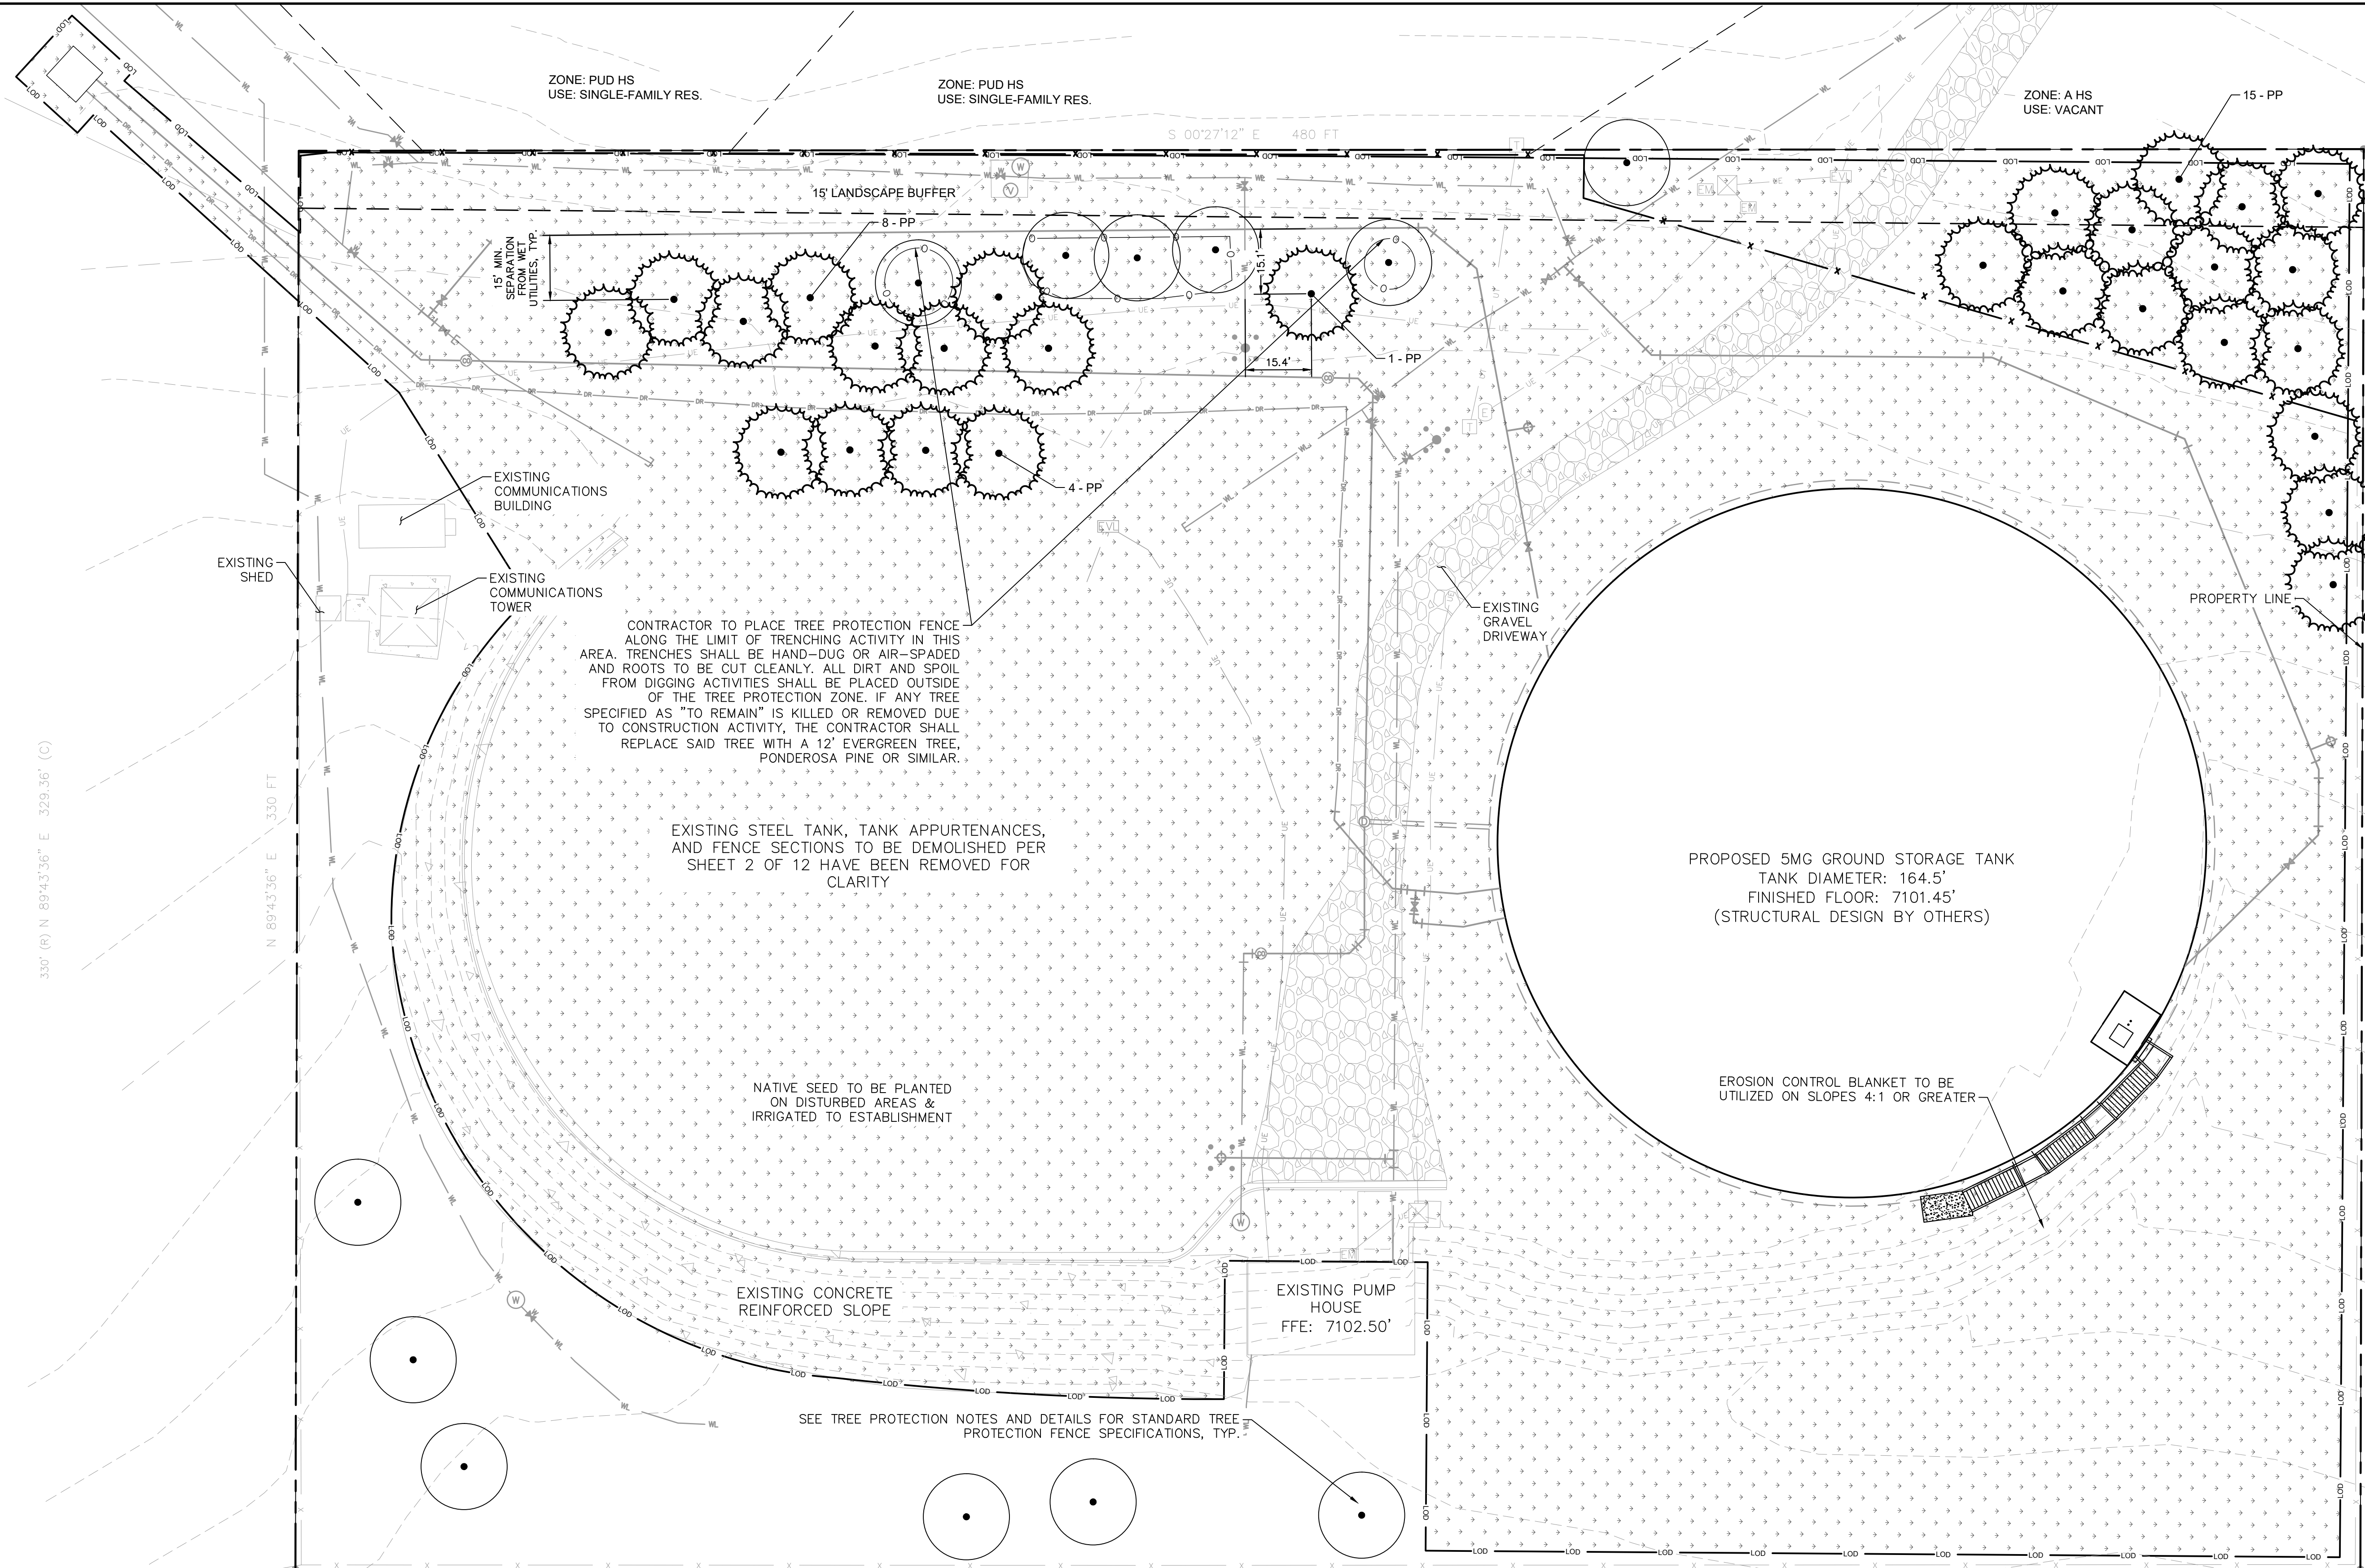 ZONE: PUD HS
USE: SINGLE-FAMILY RES.
ZONE: PUD HS
USE: SINGLE-FAMILY RES.
ZONE: A HS
USE: VACANT
15 - PP
S 00°27'12" E 480 FT
15' LANDSCAPE BUFFER
8 - PP
15' MIN.
SEPARATION
FROM WET
UTILITIES, TYP.
15.1'
15.4'
1 - PP
4 - PP
EXISTING
COMMUNICATIONS
BUILDING
EXISTING
SHED
EXISTING
COMMUNICATIONS
TOWER
CONTRACTOR TO PLACE TREE PROTECTION FENCE
ALONG THE LIMIT OF TRENCHING ACTIVITY IN THIS
AREA. TRENCHES SHALL BE HAND-DUG OR AIR-SPADED
AND ROOTS TO BE CUT CLEANLY. ALL DIRT AND SPOIL
FROM DIGGING ACTIVITIES SHALL BE PLACED OUTSIDE
OF THE TREE PROTECTION ZONE. IF ANY TREE
SPECIFIED AS "TO REMAIN" IS KILLED OR REMOVED DUE
TO CONSTRUCTION ACTIVITY, THE CONTRACTOR SHALL
REPLACE SAID TREE WITH A 12' EVERGREEN TREE,
PONDEROSA PINE OR SIMILAR.
EXISTING
GRAVEL
DRIVEWAY
PROPERTY LINE
330' (R) N 89°43'36" E 329.36' (C)
N 89°43'36" E 330 FT
EXISTING STEEL TANK, TANK APPURTENANCES,
AND FENCE SECTIONS TO BE DEMOLISHED PER
SHEET 2 OF 12 HAVE BEEN REMOVED FOR
CLARITY
PROPOSED 5MG GROUND STORAGE TANK
TANK DIAMETER: 164.5'
FINISHED FLOOR: 7101.45'
(STRUCTURAL DESIGN BY OTHERS)
NATIVE SEED TO BE PLANTED
ON DISTURBED AREAS &
IRRIGATED TO ESTABLISHMENT
EROSION CONTROL BLANKET TO BE
UTILIZED ON SLOPES 4:1 OR GREATER
EXISTING CONCRETE
REINFORCED SLOPE
EXISTING PUMP
HOUSE
FFE: 7102.50'
SEE TREE PROTECTION NOTES AND DETAILS FOR STANDARD TREE
PROTECTION FENCE SPECIFICATIONS, TYP.